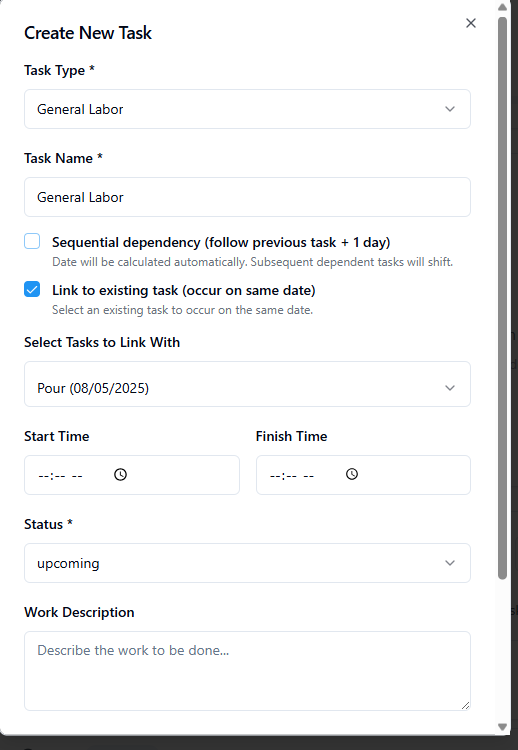 Create New Task
Task Type *
General Labor
Task Name *
General Labor
Sequential dependency (follow previous task + 1 day)
Date will be calculated automatically. Subsequent dependent tasks will shift.
Link to existing task (occur on same date)
Select an existing task to occur on the same date.
Select Tasks to Link With
Pour (08/05/2025)
Start Time Finish Time
--:-- -- --:-- --
Status *
upcoming
Work Description
Describe the work to be done...